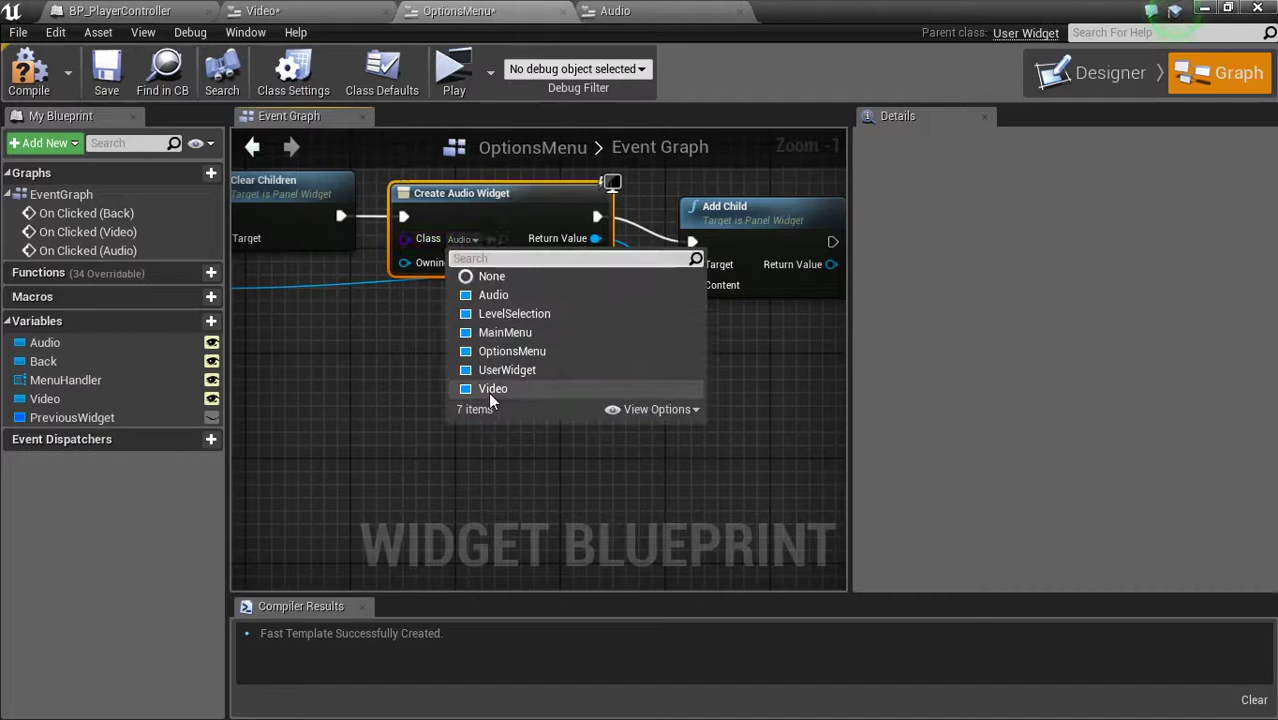 BP_PlayerController
Video*
OptionsMenu*
Audio
File
Edit
Asset
View
Debug
Window
Help
Parent class:
User Widget
Search For Help
Compile
Save
Find in CB
Search
Class Settings
Class Defaults
Play
No debug object selected
Debug Filter
Designer
Graph
My Blueprint
Event Graph
Details
Add New
Search
OptionsMenu > Event Graph
Zoom -1
Graphs
EventGraph
On Clicked (Back)
On Clicked (Video)
On Clicked (Audio)
Functions
(34 Overridable)
Macros
Variables
Audio
Back
MenuHandler
Video
PreviousWidget
Event Dispatchers
Clear Children
Target is Panel Widget
Target
Create Audio Widget
Class
Audio
Return Value
Owning
Add Child
Target is Panel Widget
Target
Return Value
Content
Search
None
Audio
LevelSelection
MainMenu
OptionsMenu
UserWidget
Video
7 items
View Options
WIDGET BLUEPRINT
Compiler Results
Fast Template Successfully Created.
Clear